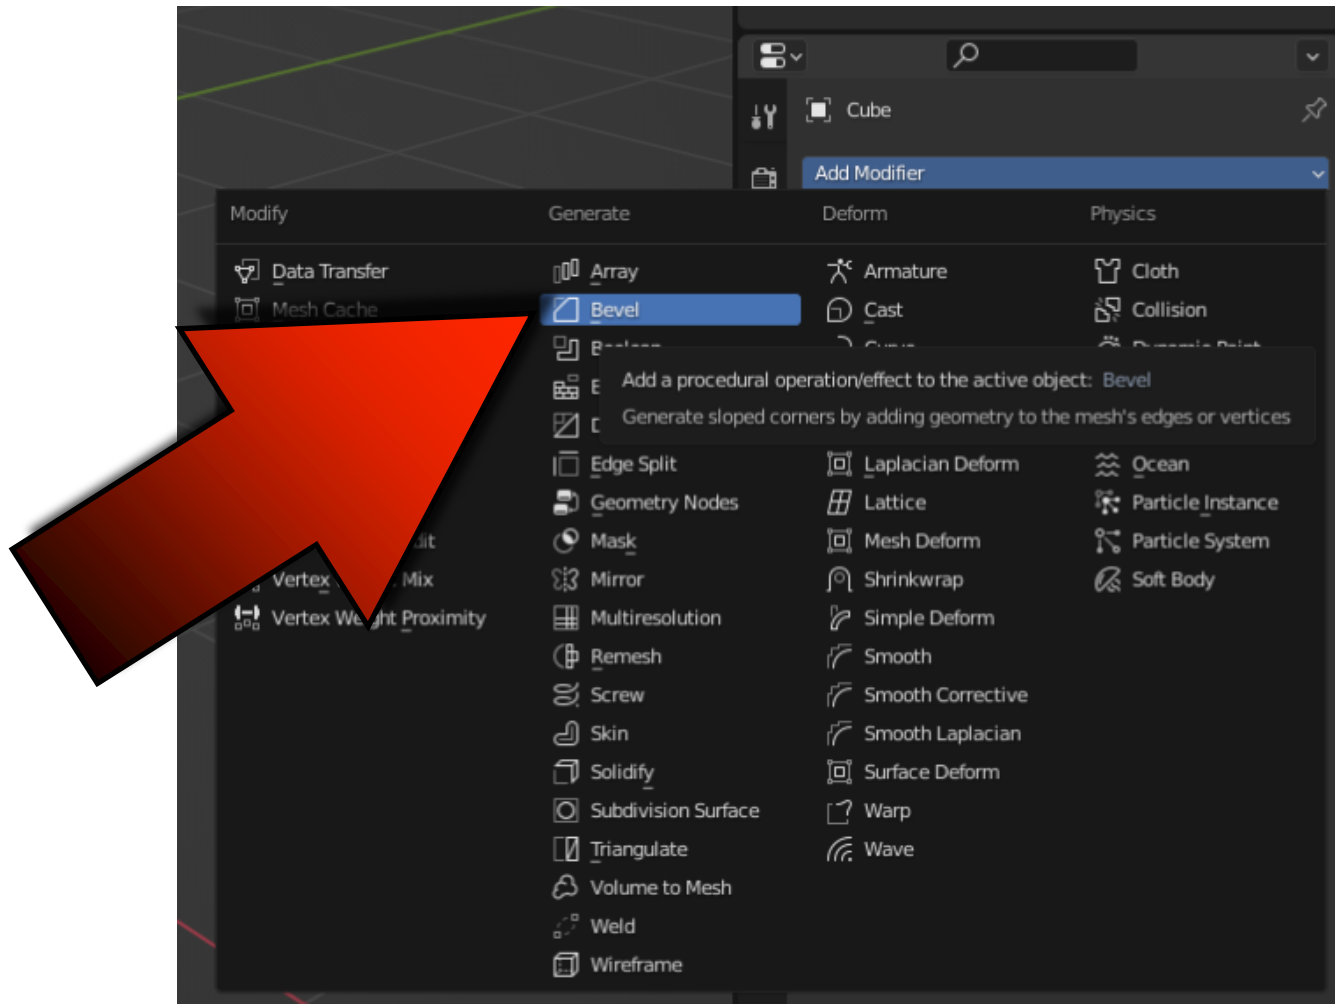 Cube
Add Modifier
Modify
Generate
Deform
Physics
Data Transfer
Array
Armature
Cloth
Mesh Cache
Bevel
Cast
Collision
Add a procedural operation/effect to the active object: Bevel
Generate sloped corners by adding geometry to the mesh's edges or vertices
Edge Split
Laplacian Deform
Ocean
Geometry Nodes
Lattice
Particle Instance
Mask
Mesh Deform
Particle System
Vertex Mix
Mirror
Shrinkwrap
Soft Body
Vertex Weight Proximity
Multiresolution
Simple Deform
Remesh
Smooth
Screw
Smooth Corrective
Skin
Smooth Laplacian
Solidify
Surface Deform
Subdivision Surface
Warp
Triangulate
Wave
Volume to Mesh
Weld
Wireframe